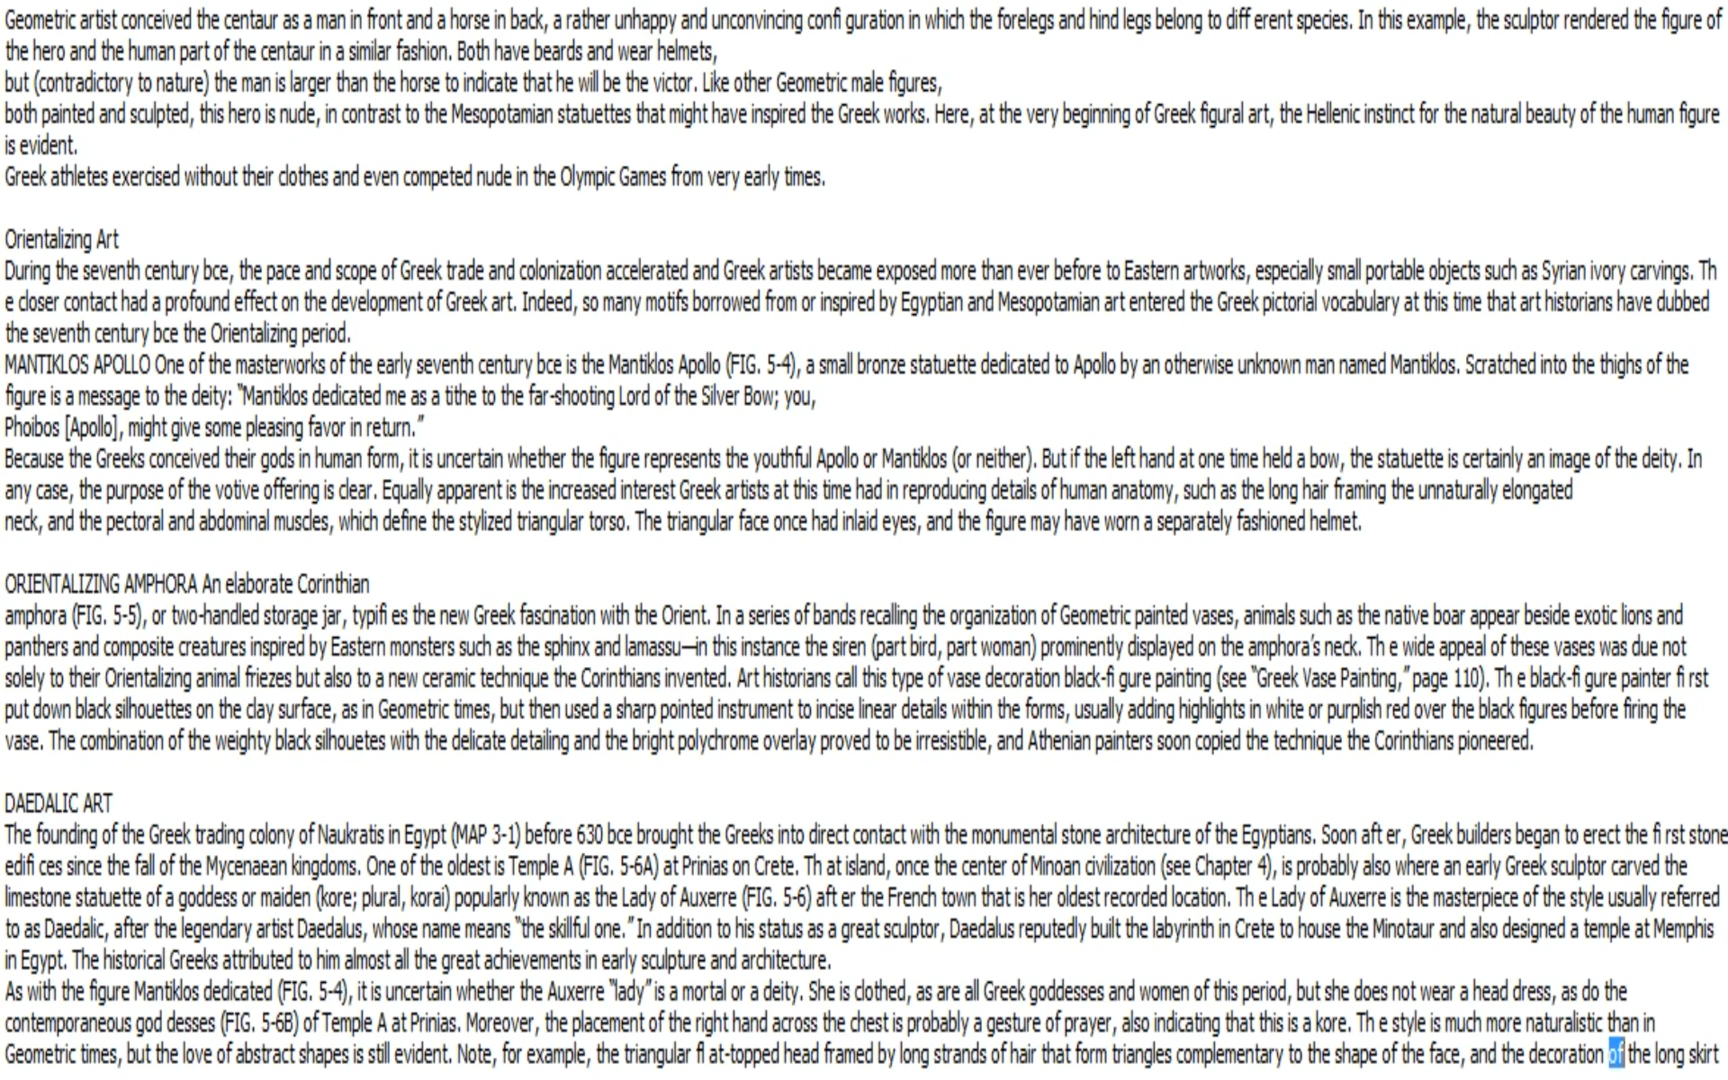 Geometric artist conceived the centaur as a man in front and a horse in back, a rather unhappy and unconvincing confi guration in which the forelegs and hind legs belong to diff erent species. In this example, the sculptor rendered the figure of
the hero and the human part of the centaur in a similar fashion. Both have beards and wear helmets,
but (contradictory to nature) the man is larger than the horse to indicate that he will be the victor. Like other Geometric male figures,
both painted and sculpted, this hero is nude, in contrast to the Mesopotamian statuettes that might have inspired the Greek works. Here, at the very beginning of Greek figural art, the Hellenic instinct for the natural beauty of the human figure
is evident.
Greek athletes exercised without their clothes and even competed nude in the Olympic Games from very early times.

Orientalizing Art
During the seventh century bce, the pace and scope of Greek trade and colonization accelerated and Greek artists became exposed more than ever before to Eastern artworks, especially small portable objects such as Syrian ivory carvings. Th
e closer contact had a profound effect on the development of Greek art. Indeed, so many motifs borrowed from or inspired by Egyptian and Mesopotamian art entered the Greek pictorial vocabulary at this time that art historians have dubbed
the seventh century bce the Orientalizing period.
MANTIKLOS APOLLO One of the masterworks of the early seventh century bce is the Mantiklos Apollo (FIG. 5-4), a small bronze statuette dedicated to Apollo by an otherwise unknown man named Mantiklos. Scratched into the thighs of the
figure is a message to the deity: "Mantiklos dedicated me as a tithe to the far-shooting Lord of the Silver Bow; you,
Phoibos [Apollo], might give some pleasing favor in return."
Because the Greeks conceived their gods in human form, it is uncertain whether the figure represents the youthful Apollo or Mantiklos (or neither). But if the left hand at one time held a bow, the statuette is certainly an image of the deity. In
any case, the purpose of the votive offering is clear. Equally apparent is the increased interest Greek artists at this time had in reproducing details of human anatomy, such as the long hair framing the unnaturally elongated
neck, and the pectoral and abdominal muscles, which define the stylized triangular torso. The triangular face once had inlaid eyes, and the figure may have worn a separately fashioned helmet.

ORIENTALIZING AMPHORA An elaborate Corinthian
amphora (FIG. 5-5), or two-handled storage jar, typifi es the new Greek fascination with the Orient. In a series of bands recalling the organization of Geometric painted vases, animals such as the native boar appear beside exotic lions and
panthers and composite creatures inspired by Eastern monsters such as the sphinx and lamassu—in this instance the siren (part bird, part woman) prominently displayed on the amphora's neck. Th e wide appeal of these vases was due not
solely to their Orientalizing animal friezes but also to a new ceramic technique the Corinthians invented. Art historians call this type of vase decoration black-fi gure painting (see "Greek Vase Painting," page 110). Th e black-fi gure painter fi rst
put down black silhouettes on the clay surface, as in Geometric times, but then used a sharp pointed instrument to incise linear details within the forms, usually adding highlights in white or purplish red over the black figures before firing the
vase. The combination of the weighty black silhouetes with the delicate detailing and the bright polychrome overlay proved to be irresistible, and Athenian painters soon copied the technique the Corinthians pioneered.

DAEDALIC ART
The founding of the Greek trading colony of Naukratis in Egypt (MAP 3-1) before 630 bce brought the Greeks into direct contact with the monumental stone architecture of the Egyptians. Soon aft er, Greek builders began to erect the fi rst stone
edifi ces since the fall of the Mycenaean kingdoms. One of the oldest is Temple A (FIG. 5-6A) at Prinias on Crete. Th at island, once the center of Minoan civilization (see Chapter 4), is probably also where an early Greek sculptor carved the
limestone statuette of a goddess or maiden (kore; plural, korai) popularly known as the Lady of Auxerre (FIG. 5-6) aft er the French town that is her oldest recorded location. Th e Lady of Auxerre is the masterpiece of the style usually referred
to as Daedalic, after the legendary artist Daedalus, whose name means "the skillful one." In addition to his status as a great sculptor, Daedalus reputedly built the labyrinth in Crete to house the Minotaur and also designed a temple at Memphis
in Egypt. The historical Greeks attributed to him almost all the great achievements in early sculpture and architecture.
As with the figure Mantiklos dedicated (FIG. 5-4), it is uncertain whether the Auxerre "lady" is a mortal or a deity. She is clothed, as are all Greek goddesses and women of this period, but she does not wear a head dress, as do the
contemporaneous god desses (FIG. 5-6B) of Temple A at Prinias. Moreover, the placement of the right hand across the chest is probably a gesture of prayer, also indicating that this is a kore. Th e style is much more naturalistic than in
Geometric times, but the love of abstract shapes is still evident. Note, for example, the triangular fl at-topped head framed by long strands of hair that form triangles complementary to the shape of the face, and the decoration of the long skirt